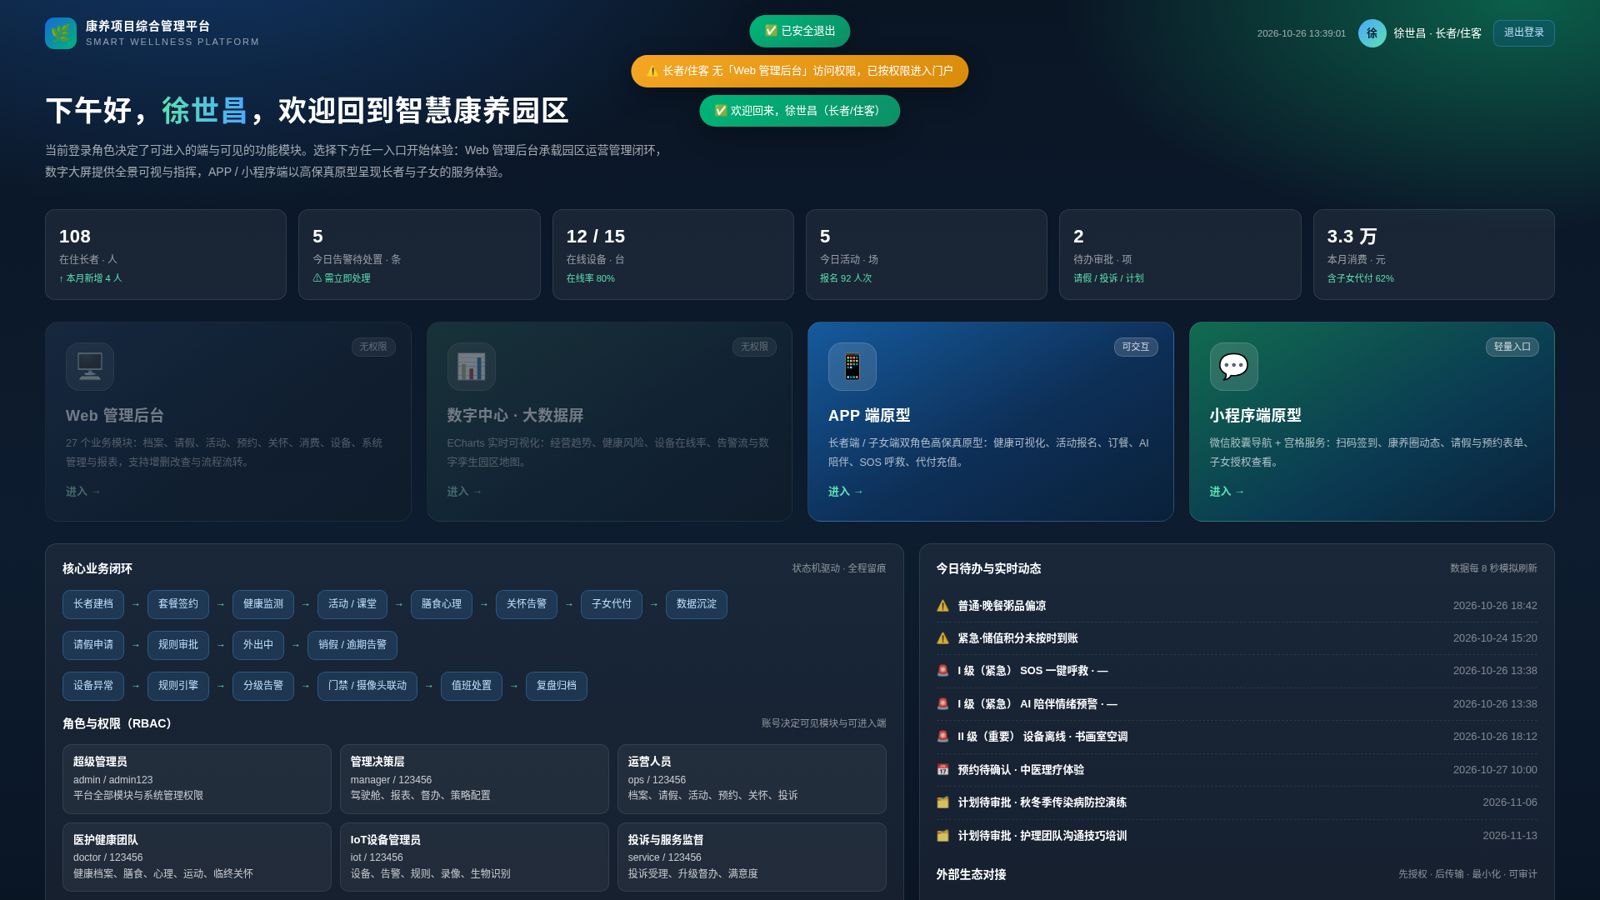 康养项目综合管理平台
SMART WELLNESS PLATFORM
已安全退出
长者/住客 无「Web 管理后台」访问权限，已按权限进入门户
欢迎回来，徐世昌（长者/住客）
2026-10-26 13:39:01
徐
徐世昌 · 长者/住客
退出登录
下午好，徐世昌，欢迎回到智慧康养园区
当前登录角色决定了可进入的端与可见的功能模块。选择下方任一入口开始体验：Web 管理后台承载园区运营管理闭环，
数字大屏提供全景可视与指挥，APP / 小程序端以高保真原型呈现长者与子女的服务体验。
108
在住长者 · 人
↑ 本月新增 4 人
5
今日告警待处置 · 条
⚠ 需立即处理
12 / 15
在线设备 · 台
在线率 80%
5
今日活动 · 场
报名 92 人次
2
待办审批 · 项
请假 / 投诉 / 计划
3.3 万
本月消费 · 元
含子女代付 62%
无权限
Web 管理后台
27 个业务模块：档案、请假、活动、预约、关怀、消费、设备、系统
管理与报表，支持增删改查与流程流转。
进入 →
无权限
数字中心 · 大数据屏
ECharts 实时可视化：经营趋势、健康风险、设备在线率、告警流与数
字孪生园区地图。
进入 →
可交互
APP 端原型
长者端 / 子女端双角色高保真原型：健康可视化、活动报名、订餐、AI
陪伴、SOS 呼救、代付充值。
进入 →
轻量入口
小程序端原型
微信胶囊导航 + 宫格服务：扫码签到、康养圈动态、请假与预约表单、
子女授权查看。
进入 →
核心业务闭环
状态机驱动 · 全程留痕
长者建档 → 套餐签约 → 健康监测 → 活动 / 课堂 → 膳食心理 → 关怀告警 → 子女代付 → 数据沉淀
请假申请 → 规则审批 → 外出中 → 销假 / 逾期告警
设备异常 → 规则引擎 → 分级告警 → 门禁 / 摄像头联动 → 值班处置 → 复盘归档
角色与权限（RBAC）
账号决定可见模块与可进入端
超级管理员
admin / admin123
平台全部模块与系统管理权限
管理决策层
manager / 123456
驾驶舱、报表、督办、策略配置
运营人员
ops / 123456
档案、请假、活动、预约、关怀、投诉
医护健康团队
doctor / 123456
健康档案、膳食、心理、运动、临终关怀
IoT设备管理员
iot / 123456
设备、告警、规则、录像、生物识别
投诉与服务监督
service / 123456
投诉受理、升级督办、满意度
今日待办与实时动态
数据每 8 秒模拟刷新
普通·晚餐粥品偏凉 2026-10-26 18:42
紧急·储值积分未按时到账 2026-10-24 15:20
I 级（紧急） SOS 一键呼救 · — 2026-10-26 13:38
I 级（紧急） AI 陪伴情绪预警 · — 2026-10-26 13:38
II 级（重要） 设备离线 · 书画室空调 2026-10-26 18:12
预约待确认 · 中医理疗体验 2026-10-27 10:00
计划待审批 · 秋冬季传染病防控演练 2026-11-06
计划待审批 · 护理团队沟通技巧培训 2026-11-13
外部生态对接
先授权 · 后传输 · 最小化 · 可审计